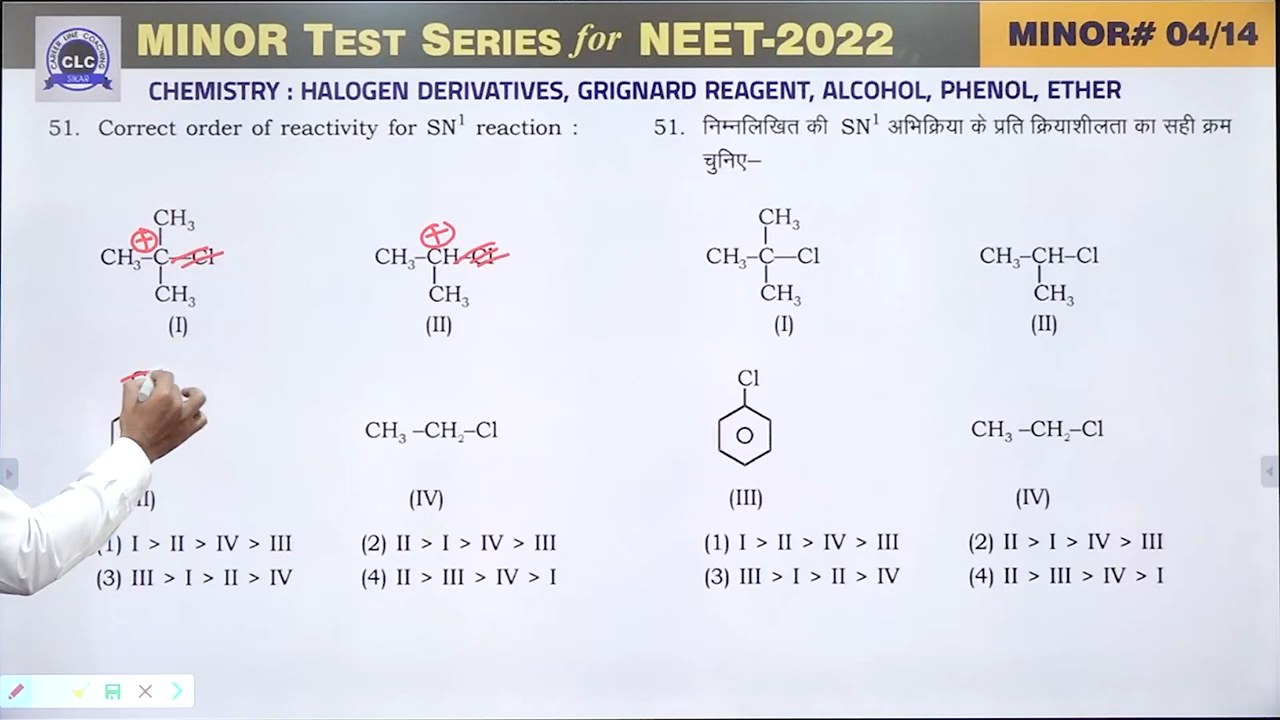 CAREER LINE COACHING
CLC
SIKAR
MINOR TEST SERIES for NEET-2022
MINOR# 04/14
CHEMISTRY : HALOGEN DERIVATIVES, GRIGNARD REAGENT, ALCOHOL, PHENOL, ETHER
51. Correct order of reactivity for SN¹ reaction :
CH₃
CH₃–C–Cl
CH₃
(I)
CH₃–CH–Cl
CH₃
(II)
CH₃–CH₂–Cl
(IV)
(1) I > II > IV > III
(2) II > I > IV > III
(3) III > I > II > IV
(4) II > III > IV > I
51. निम्नलिखित की SN¹ अभिक्रिया के प्रति क्रियाशीलता का सही क्रम
चुनिए–
CH₃
CH₃–C—Cl
CH₃
(I)
CH₃–CH–Cl
CH₃
(II)
Cl
(III)
CH₃–CH₂–Cl
(IV)
(1) I > II > IV > III
(2) II > I > IV > III
(3) III > I > II > IV
(4) II > III > IV > I